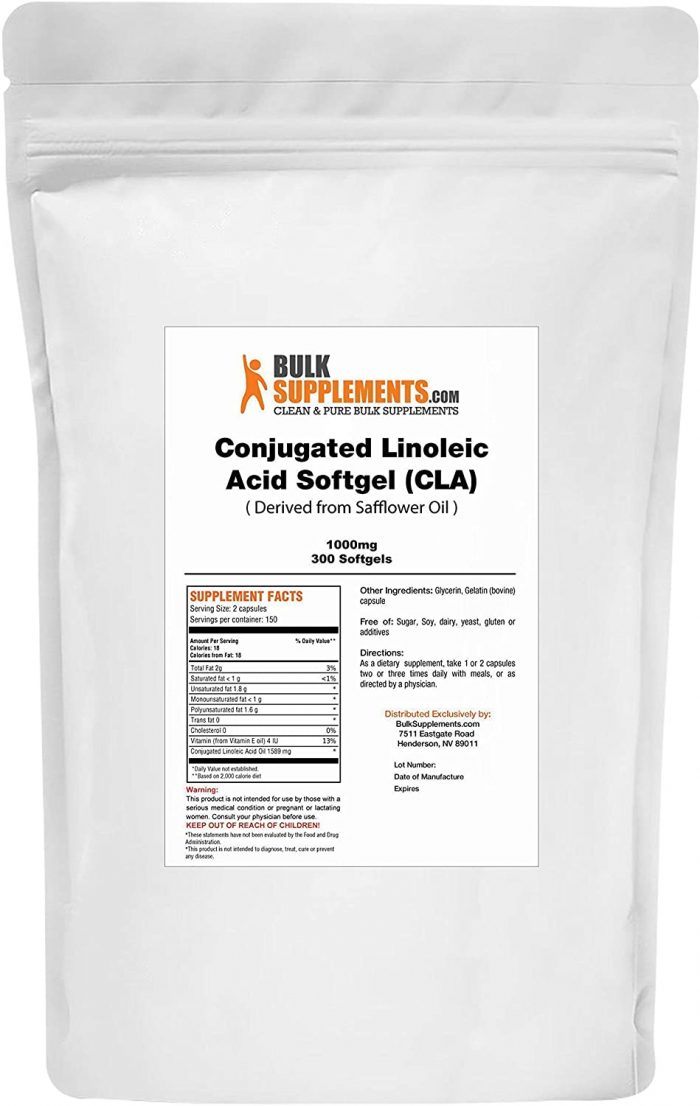 BULK
SUPPLEMENTS.COM
CLEAN & PURE BULK SUPPLEMENTS
Conjugated Linoleic
Acid Softgel (CLA)
( Derived from Safflower Oil )
1000mg
300 Softgels
SUPPLEMENT FACTS
Serving Size: 2 capsules
Servings per container: 150
Amount Per Serving % Daily Value**
Calories: 18
Calories from Fat: 18
Total Fat 2g 3%
Saturated fat < 1 g <1%
Unsaturated fat 1.8 g *
Monounsaturated fat < 1 g *
Polyunsaturated fat 1.6 g *
Trans fat 0 *
Cholesterol 0 0%
Vitamin (from Vitamin E oil) 4 IU 13%
Conjugated Linoleic Acid Oil 1589 mg *
*Daily Value not established.
**Based on 2,000 calorie diet
Warning:
This product is not intended for use by those with a
serious medical condition or pregnant or lactating
women. Consult your physician before use.
KEEP OUT OF REACH OF CHILDREN!
*These statements have not been evaluated by the Food and Drug
Administration.
*This product is not intended to diagnose, treat, cure or prevent
any disease.
Other Ingredients: Glycerin, Gelatin (bovine)
capsule
Free of: Sugar, Soy, dairy, yeast, gluten or
additives
Directions:
As a dietary supplement, take 1 or 2 capsules
two or three times daily with meals, or as
directed by a physician.
Distributed Exclusively by:
BulkSupplements.com
7511 Eastgate Road
Henderson, NV 89011
Lot Number:
Date of Manufacture
Expires